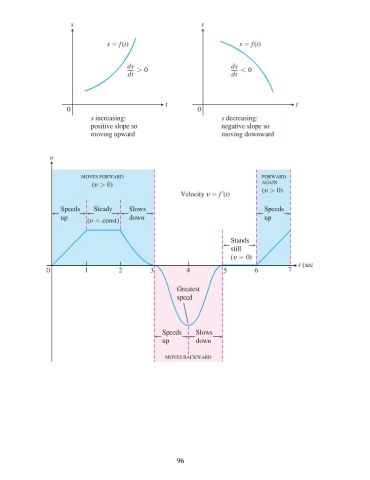 s
s
s = f(t)
s = f(t)
ds/dt > 0
ds/dt < 0
t
t
0
0
s increasing:
positive slope so
moving upward
s decreasing:
negative slope so
moving downward
v
MOVES FORWARD
(v > 0)
FORWARD
AGAIN
(v > 0)
Velocity v = f′(t)
Speeds
up
Steady
(v = const)
Slows
down
Speeds
up
Stands
still
(v = 0)
0 1 2 3 4 5 6 7
t (sec
Greatest
speed
Speeds
up
Slows
down
MOVES BACKWARD
96